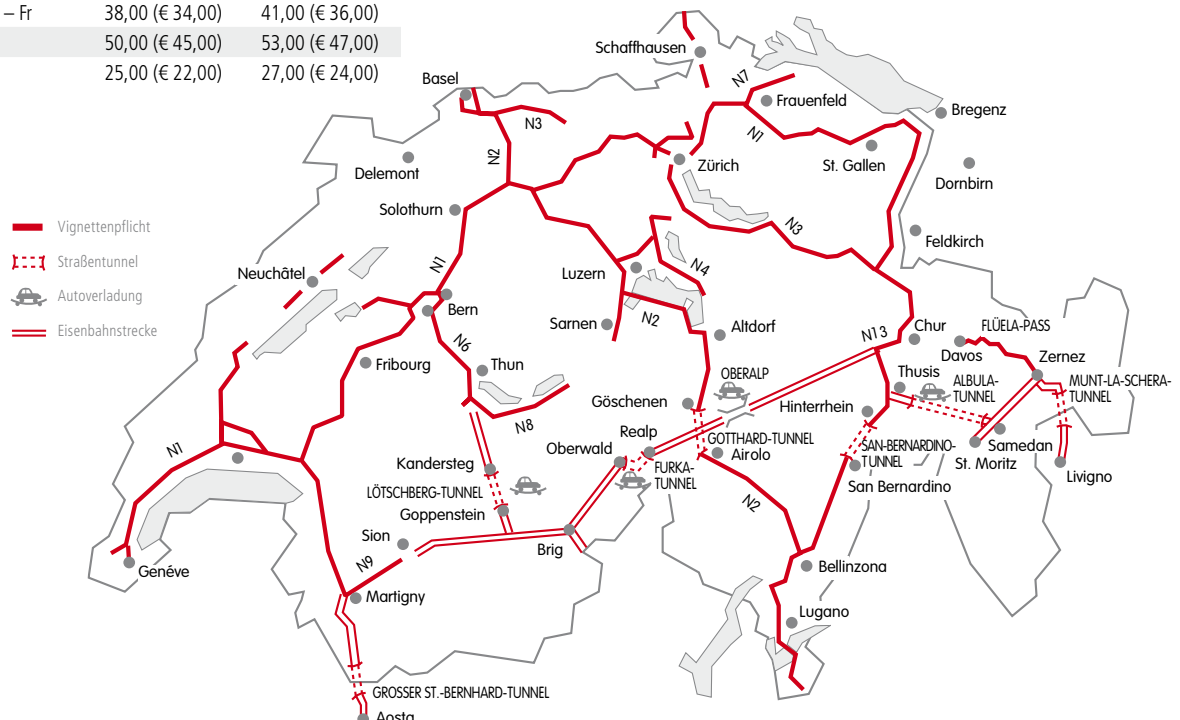 – Fr 38,00 (€ 34,00) 41,00 (€ 36,00)
50,00 (€ 45,00) 53,00 (€ 47,00)
25,00 (€ 22,00) 27,00 (€ 24,00)
Schaffhausen
Basel
N7
Frauenfeld
Bregenz
N3
N1
N2
Zürich
St. Gallen
Delemont
Dornbirn
Solothurn
N3
Vignettenpflicht
Feldkirch
Straßentunnel
N1
Neuchâtel
Luzern
N4
Autoverladung
Bern
Sarnen
N2
Altdorf
Eisenbahnstrecke
N6
N13
Chur
FLÜELA-PASS
Davos
Zernez
Fribourg
Thun
OBERALP
Thusis
ALBULA-
TUNNEL
MUNT-LA-SCHERA-
TUNNEL
Göschenen
Hinterrhein
N8
Realp
GOTTHARD-TUNNEL
N1
Oberwald
Airolo
SAN-BERNARDINO-
TUNNEL
Samedan
St. Moritz
Kandersteg
FURKA-
TUNNEL
Livigno
LÖTSCHBERG-TUNNEL
San Bernardino
Goppenstein
N2
Sion
Brig
N9
Genéve
Bellinzona
Martigny
Lugano
GROSSER ST.-BERNHARD-TUNNEL
Aosta